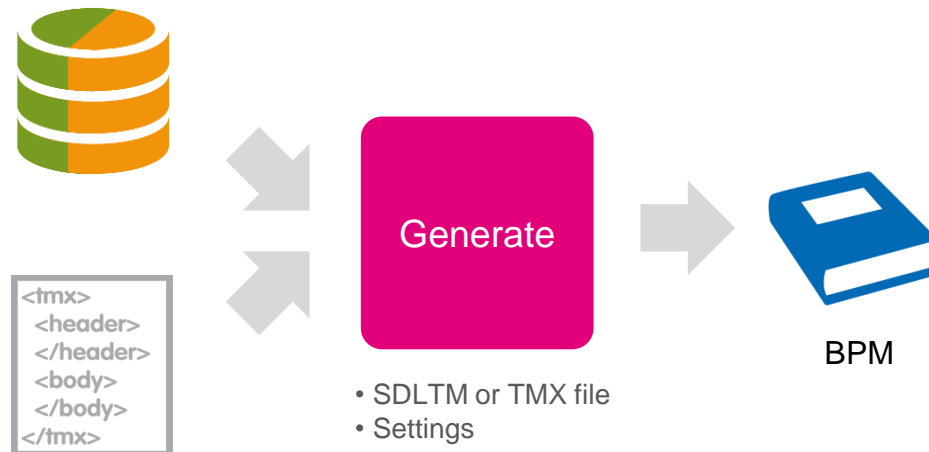 Generate
<tmx>
<header>
</header>
<body>
</body>
</tmx>
BPM
• SDLTM or TMX file
• Settings